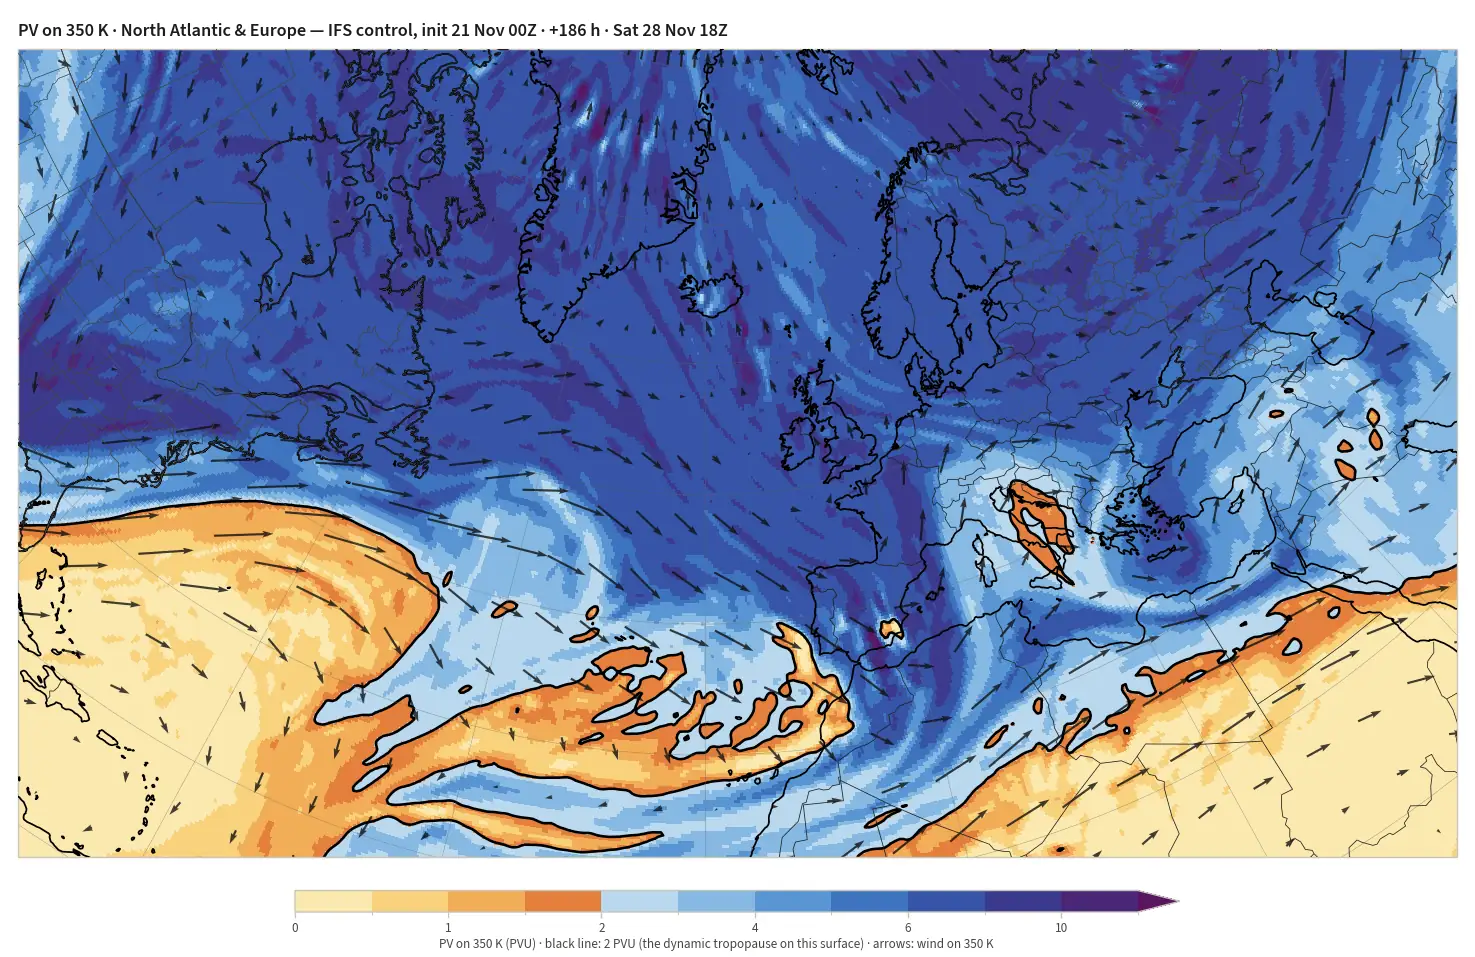 PV on 350 K · North Atlantic & Europe — IFS control, init 21 Nov 00Z · +186 h · Sat 28 Nov 18Z
0 1 2 4 6 10
PV on 350 K (PVU) · black line: 2 PVU (the dynamic tropopause on this surface) · arrows: wind on 350 K